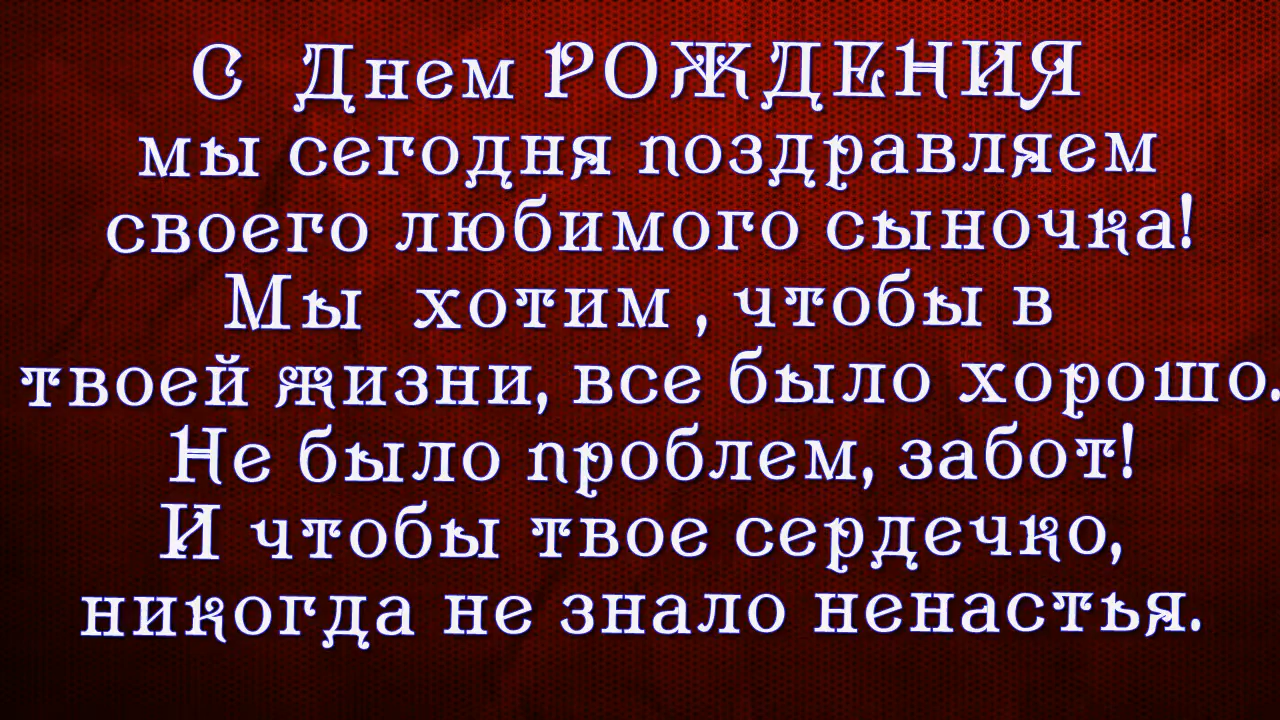 С Днем РОЖДЕНИЯ
мы сегодня поздравляем
своего любимого сыночка!
Мы хотим , чтобы в
твоей жизни, все было хорошо.
Не было проблем, забот!
И чтобы твое сердечко,
никогда не знало ненастья.